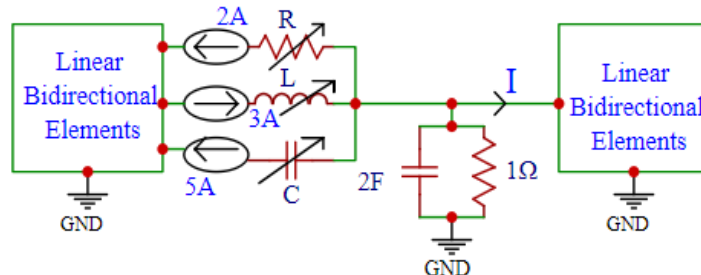 2A
R
Linear
Bidirectional
Elements
L
3A
I
Linear
Bidirectional
Elements
5A
C
2F
1Ω
GND
GND
GND